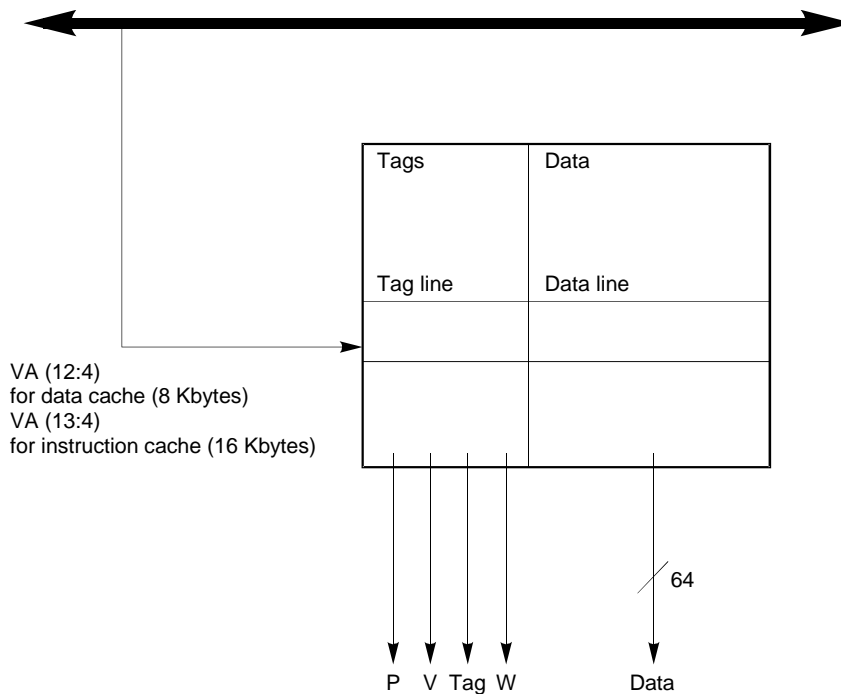 Tags
Data
Tag line
Data line
VA (12:4)
for data cache (8 Kbytes)
VA (13:4)
for instruction cache (16 Kbytes)
64
P V Tag W Data